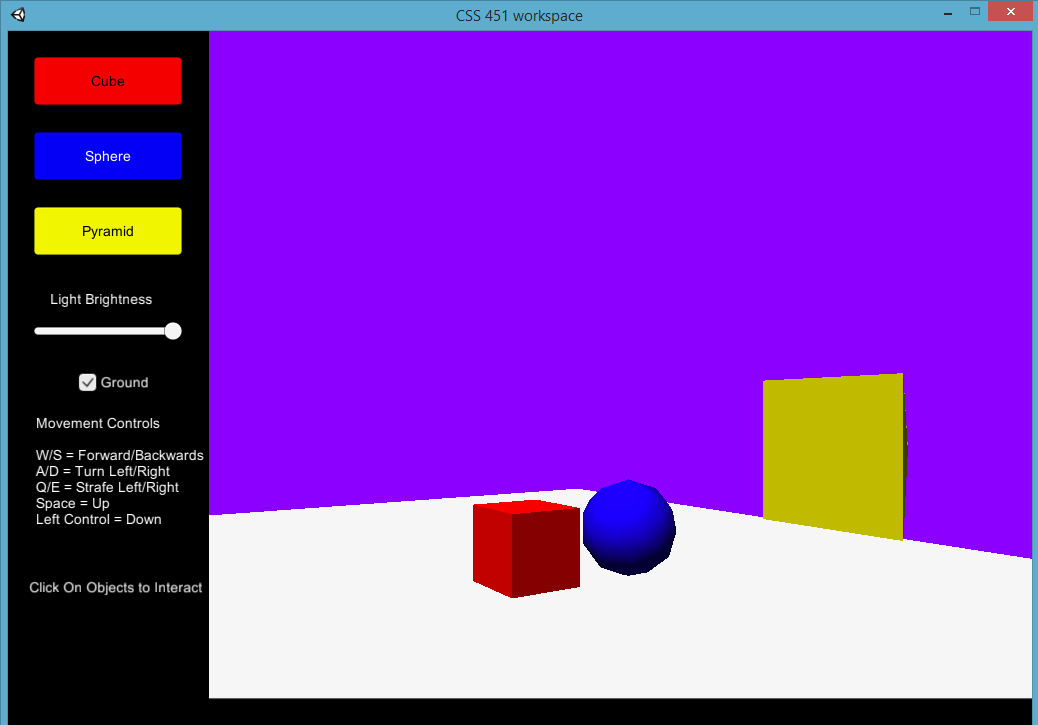 CSS 451 workspace
Cube
Sphere
Pyramid
Light Brightness
Ground
Movement Controls
W/S = Forward/Backwards
A/D = Turn Left/Right
Q/E = Strafe Left/Right
Space = Up
Left Control = Down
Click On Objects to Interact